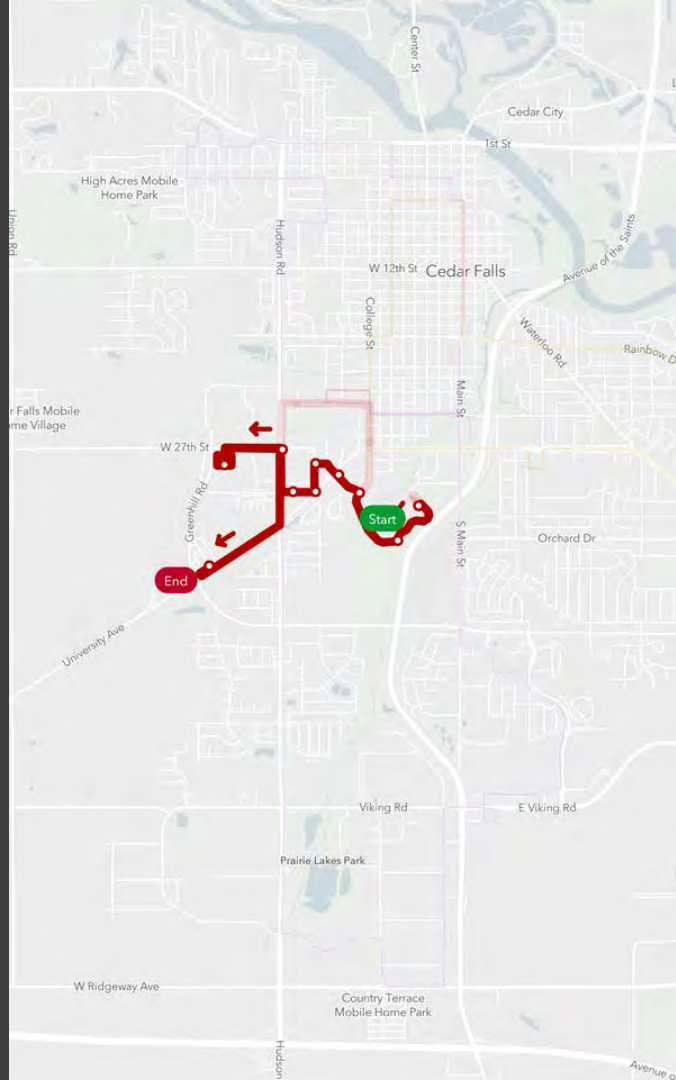 Center St
Cedar City
1st St
High Acres Mobile
Home Park
Union Rd
Hudson Rd
Avenue of the Saints
W 12th St
Cedar Falls
College St
Waterloo Rd
Rainbow D
Main St
r Falls Mobile
me Village
W 27th St
Greenhill Rd
Start
S Main St
Orchard Dr
End
University Ave
Viking Rd
E Viking Rd
Prairie Lakes Park
W Ridgeway Ave
Country Terrace
Mobile Home Park
Hudson
Avenue o